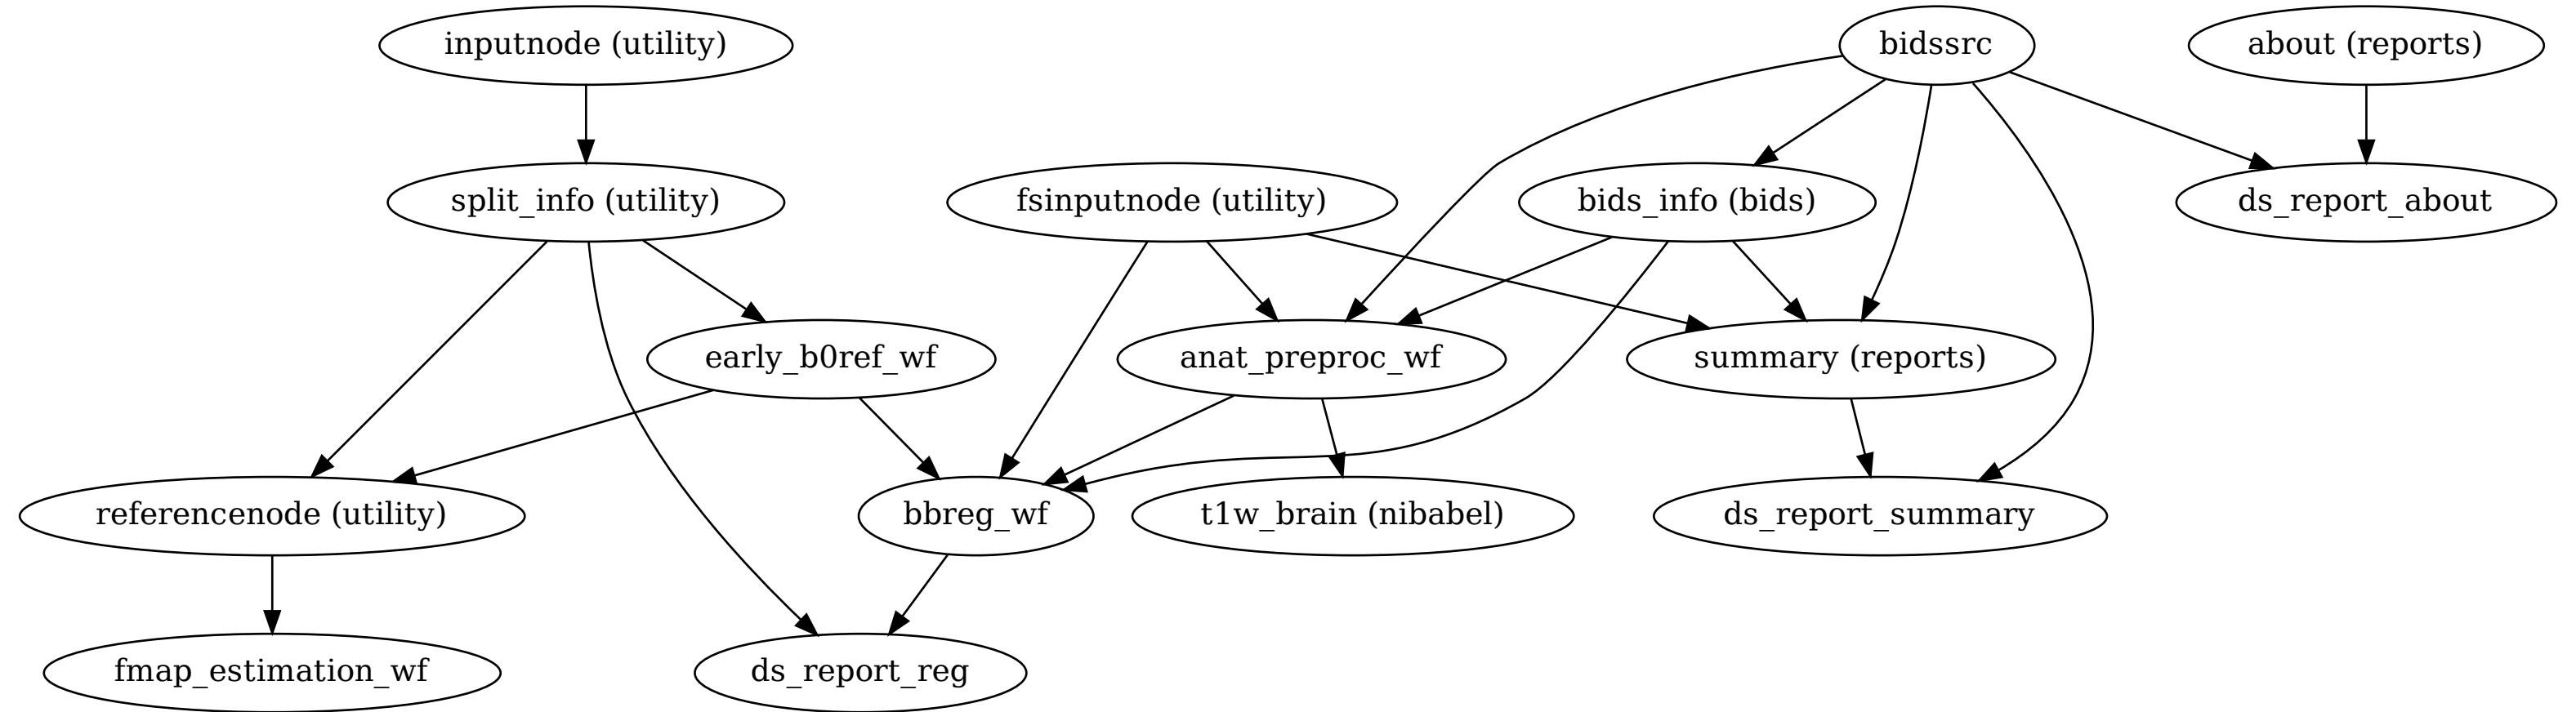 inputnode (utility)
bidssrc
about (reports)
split_info (utility)
fsinputnode (utility)
bids_info (bids)
ds_report_about
early_b0ref_wf
anat_preproc_wf
summary (reports)
referencenode (utility)
bbreg_wf
t1w_brain (nibabel)
ds_report_summary
fmap_estimation_wf
ds_report_reg